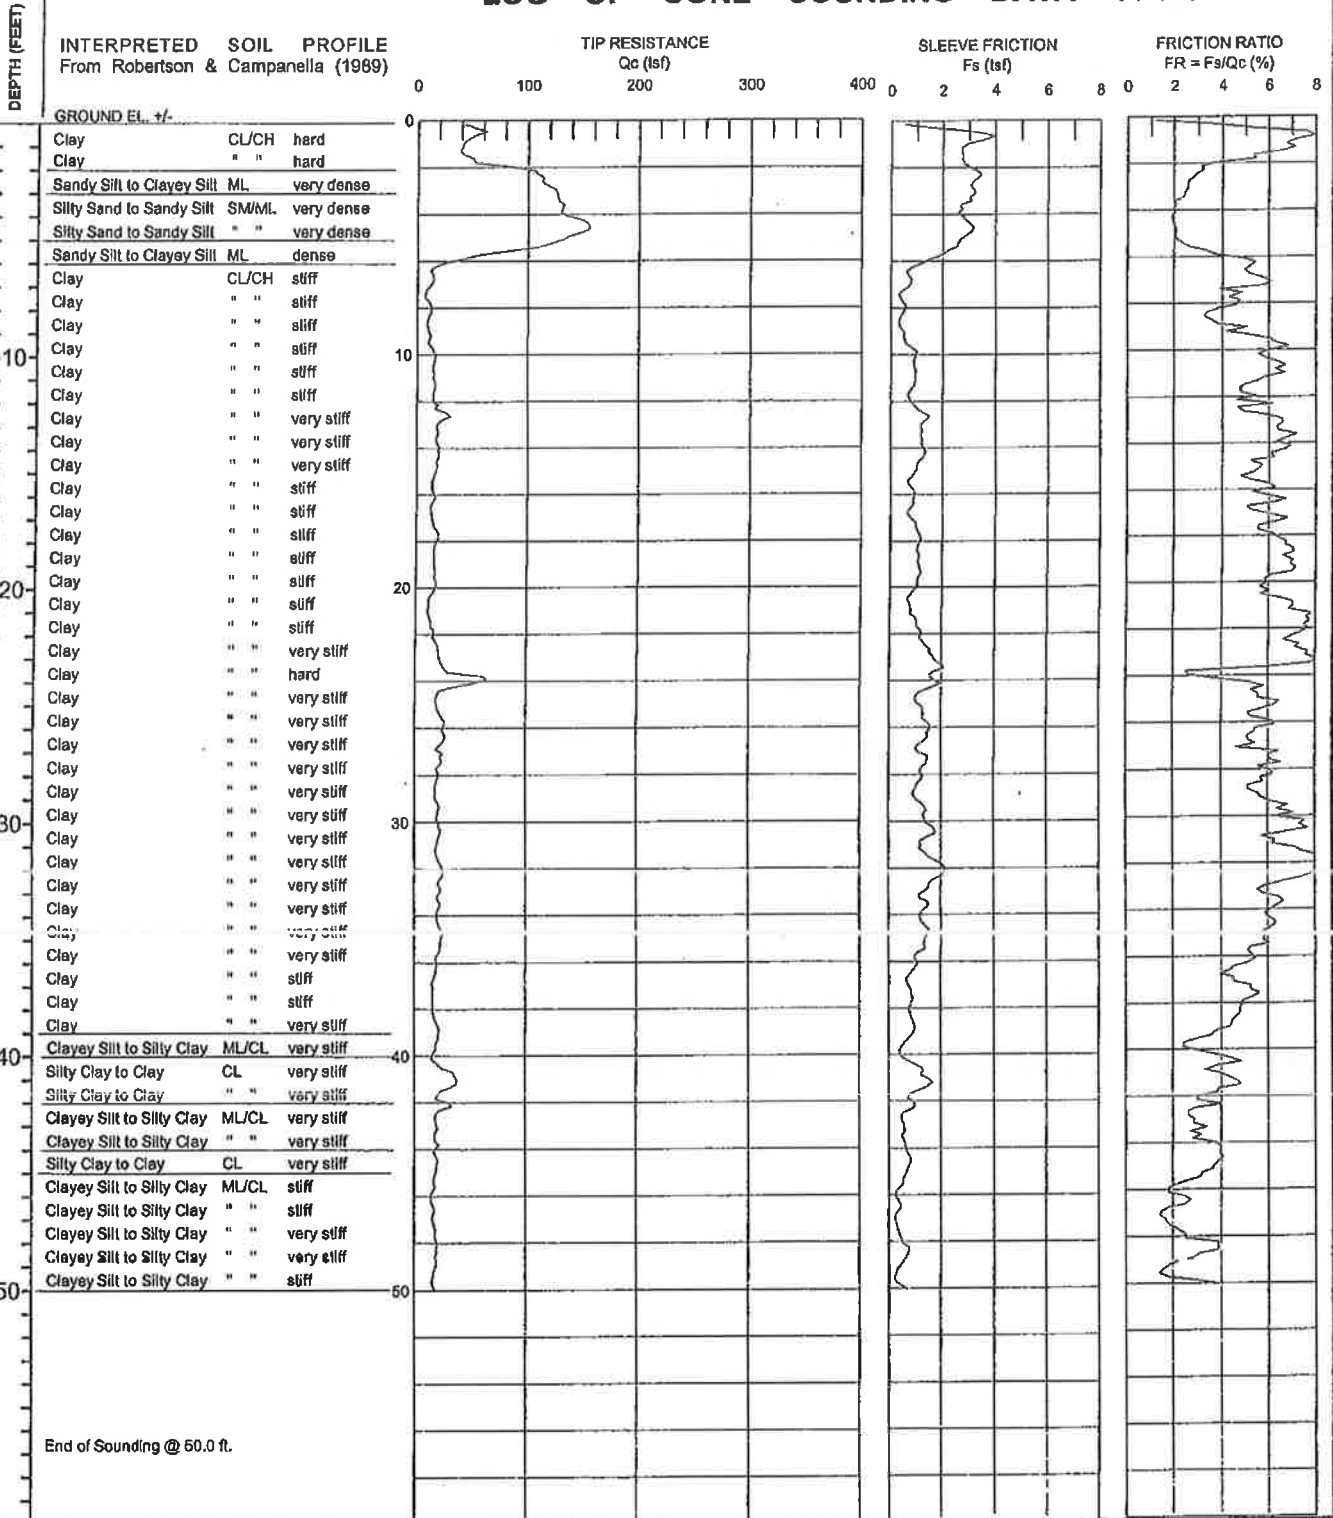 DEPTH (FEET)
INTERPRETED SOIL PROFILE
From Robertson & Campanella (1989)
TIP RESISTANCE
Qc (tsf)
SLEEVE FRICTION
Fs (tsf)
FRICTION RATIO
FR = Fs/Qc (%)
0 100 200 300 400
0 2 4 6 8
0 2 4 6 8
GROUND EL. +/-
0
Clay CL/CH hard
Clay " " hard
Sandy Silt to Clayey Silt ML very dense
Silty Sand to Sandy Silt SM/ML very dense
Silty Sand to Sandy Silt " " very dense
Sandy Silt to Clayey Silt ML dense
Clay CL/CH stiff
Clay " " stiff
Clay " " stiff
10 Clay " " stiff 10
Clay " " stiff
Clay " " stiff
Clay " " very stiff
Clay " " very stiff
Clay " " very stiff
Clay " " stiff
Clay " " stiff
Clay " " stiff
Clay " " stiff
20 Clay " " stiff 20
Clay " " stiff
Clay " " stiff
Clay " " very stiff
Clay " " hard
Clay " " very stiff
Clay " " very stiff
Clay " " very stiff
Clay " " very stiff
Clay " " very stiff
30 Clay " " very stiff 30
Clay " " very stiff
Clay " " very stiff
Clay " " very stiff
Clay " " very stiff
Clay " " very stiff
Clay " " very stiff
Clay " " stiff
Clay " " stiff
Clay " " very stiff
40 Clayey Silt to Silty Clay ML/CL very stiff 40
Silty Clay to Clay CL very stiff
Silty Clay to Clay " " very stiff
Clayey Silt to Silty Clay ML/CL very stiff
Clayey Silt to Silty Clay " " very stiff
Silty Clay to Clay CL very stiff
Clayey Silt to Silty Clay ML/CL stiff
Clayey Silt to Silty Clay " " stiff
Clayey Silt to Silty Clay " " very stiff
Clayey Silt to Silty Clay " " very stiff
50 Clayey Silt to Silty Clay " " stiff 50
End of Sounding @ 50.0 ft.